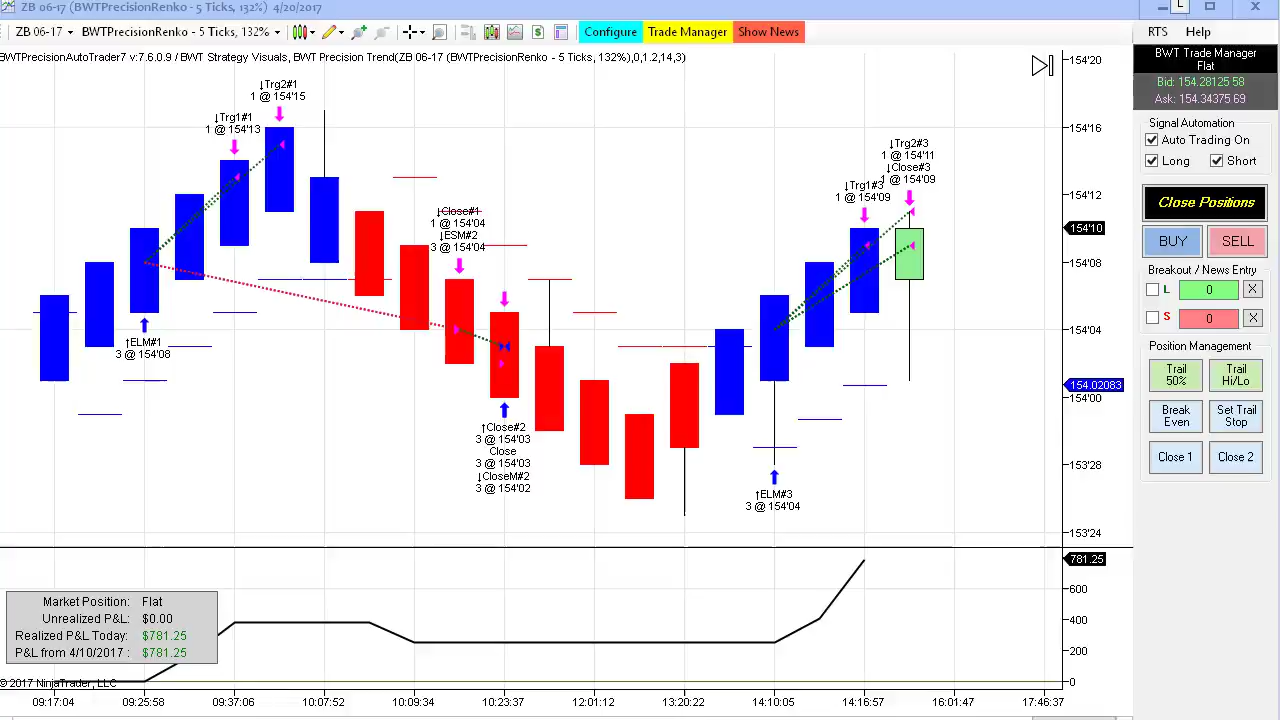 ZB 06-17 (BWTPrecisionRenko - 5 Ticks, 132%) 4/20/2017
ZB 06-17
BWTPrecisionRenko - 5 Ticks, 132%
Configure
Trade Manager
Show News
RTS
Help
BWTPrecisionAutoTrader7 v:7.6.0.9 / BWT Strategy Visuals, BWT Precision Trend(ZB 06-17 (BWTPrecisionRenko - 5 Ticks, 132%),0,1.2,14,3)
BWT Trade Manager
Flat
Bid: 154.28125 58
Ask: 154.34375 69
Signal Automation
Auto Trading On
Long
Short
Close Positions
BUY
SELL
Breakout / News Entry
L
0
X
S
0
X
Position Management
Trail
50%
Trail
Hi/Lo
Break
Even
Set Trail
Stop
Close 1
Close 2
↓Trg1#1
1 @ 154'13
↓Trg2#1
1 @ 154'15
↑ELM#1
3 @ 154'08
↓Close#1
1 @ 154'04
↓ESM#2
3 @ 154'04
↑Close#2
3 @ 154'03
Close
3 @ 154'03
↓CloseM#2
3 @ 154'02
↑ELM#3
3 @ 154'04
↓Trg1#3
1 @ 154'09
↓Trg2#3
1 @ 154'11
↓Close#3
1 @ 154'09
154'20
154'16
154'12
154'10
154'08
154'04
154.02083
154'00
153'28
153'24
781.25
600
400
200
0
Market Position: Flat
Unrealized P&L: $0.00
Realized P&L Today: $781.25
P&L from 4/10/2017 : $781.25
© 2017 NinjaTrader, LLC
09:17:04
09:25:58
09:37:06
10:07:52
10:09:34
10:23:37
12:01:12
13:20:22
14:10:05
14:16:57
16:01:47
17:46:37